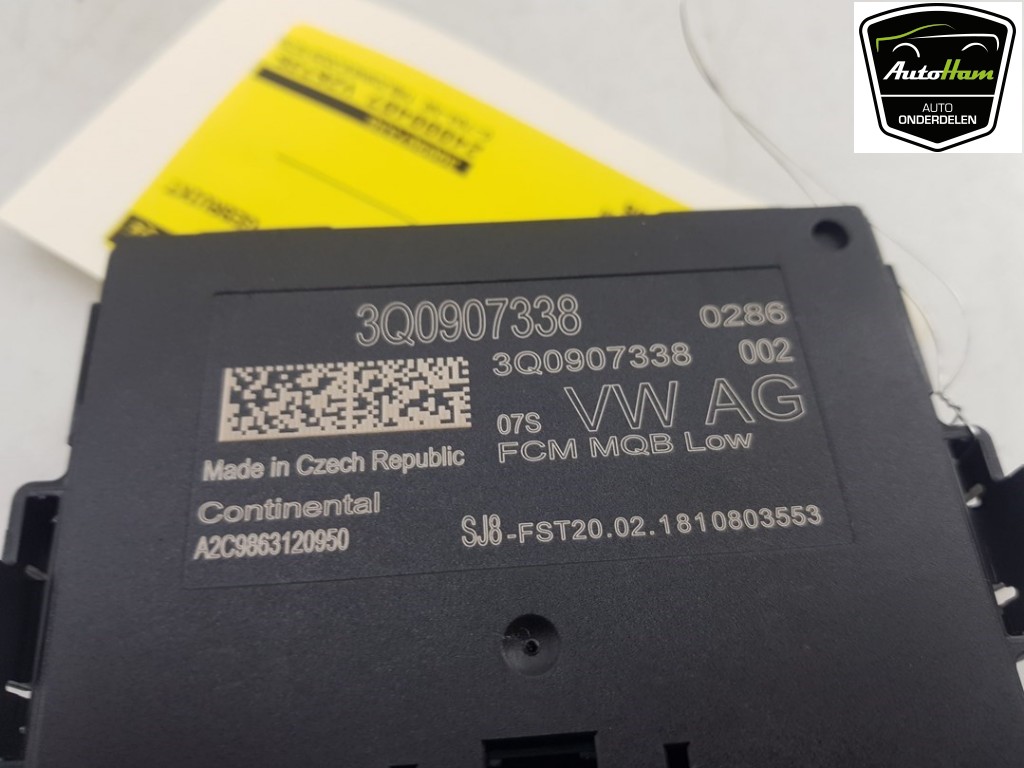 AutoHam
AUTO
ONDERDELEN
GEBRUIKT
3Q0907338 0286
3Q0907338 002
07S VW AG
FCM MQB Low
Made in Czech Republic
Continental
A2C9863120950
SJ8-FST20.02.1810803553